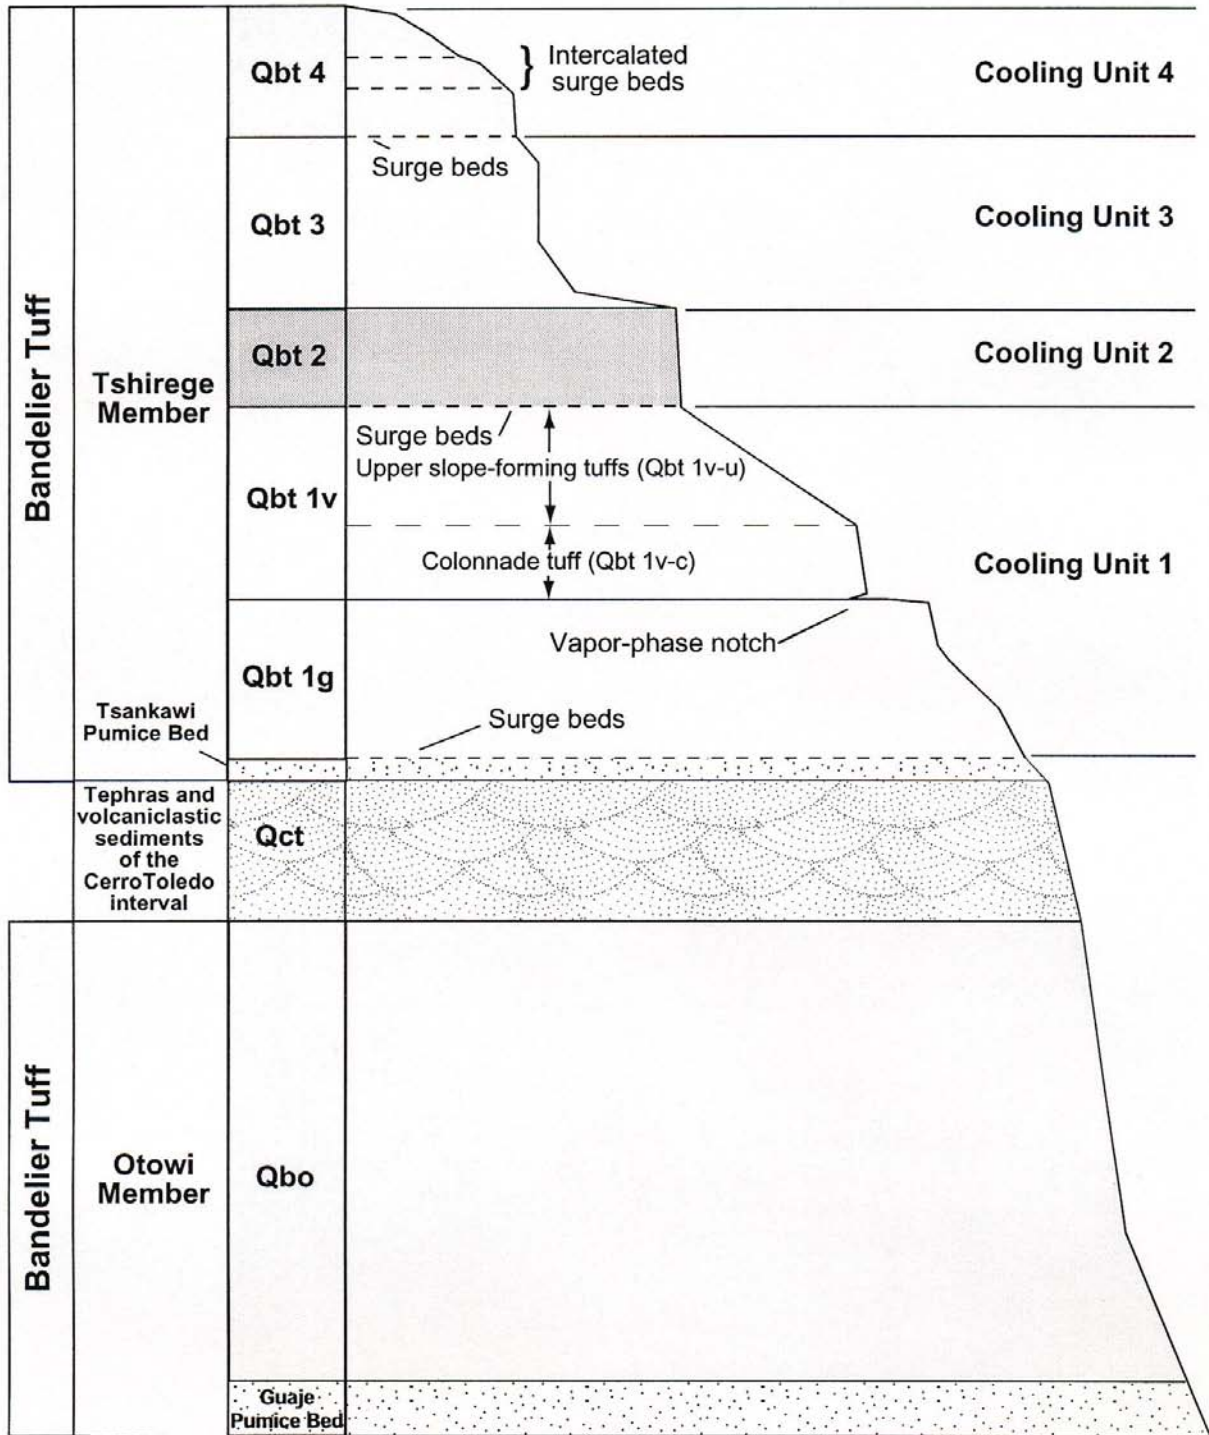 Qbt 4
Intercalated
surge beds
Cooling Unit 4
Surge beds
Qbt 3
Cooling Unit 3
Bandelier Tuff
Tshirege
Member
Qbt 2
Cooling Unit 2
Surge beds
Upper slope-forming tuffs (Qbt 1v-u)
Qbt 1v
Colonnade tuff (Qbt 1v-c)
Cooling Unit 1
Vapor-phase notch
Qbt 1g
Tsankawi
Pumice Bed
Surge beds
Tephras and
volcaniclastic
sediments
of the
CerroToledo
interval
Qct
Bandelier Tuff
Otowi
Member
Qbo
Guaje
Pumice Bed